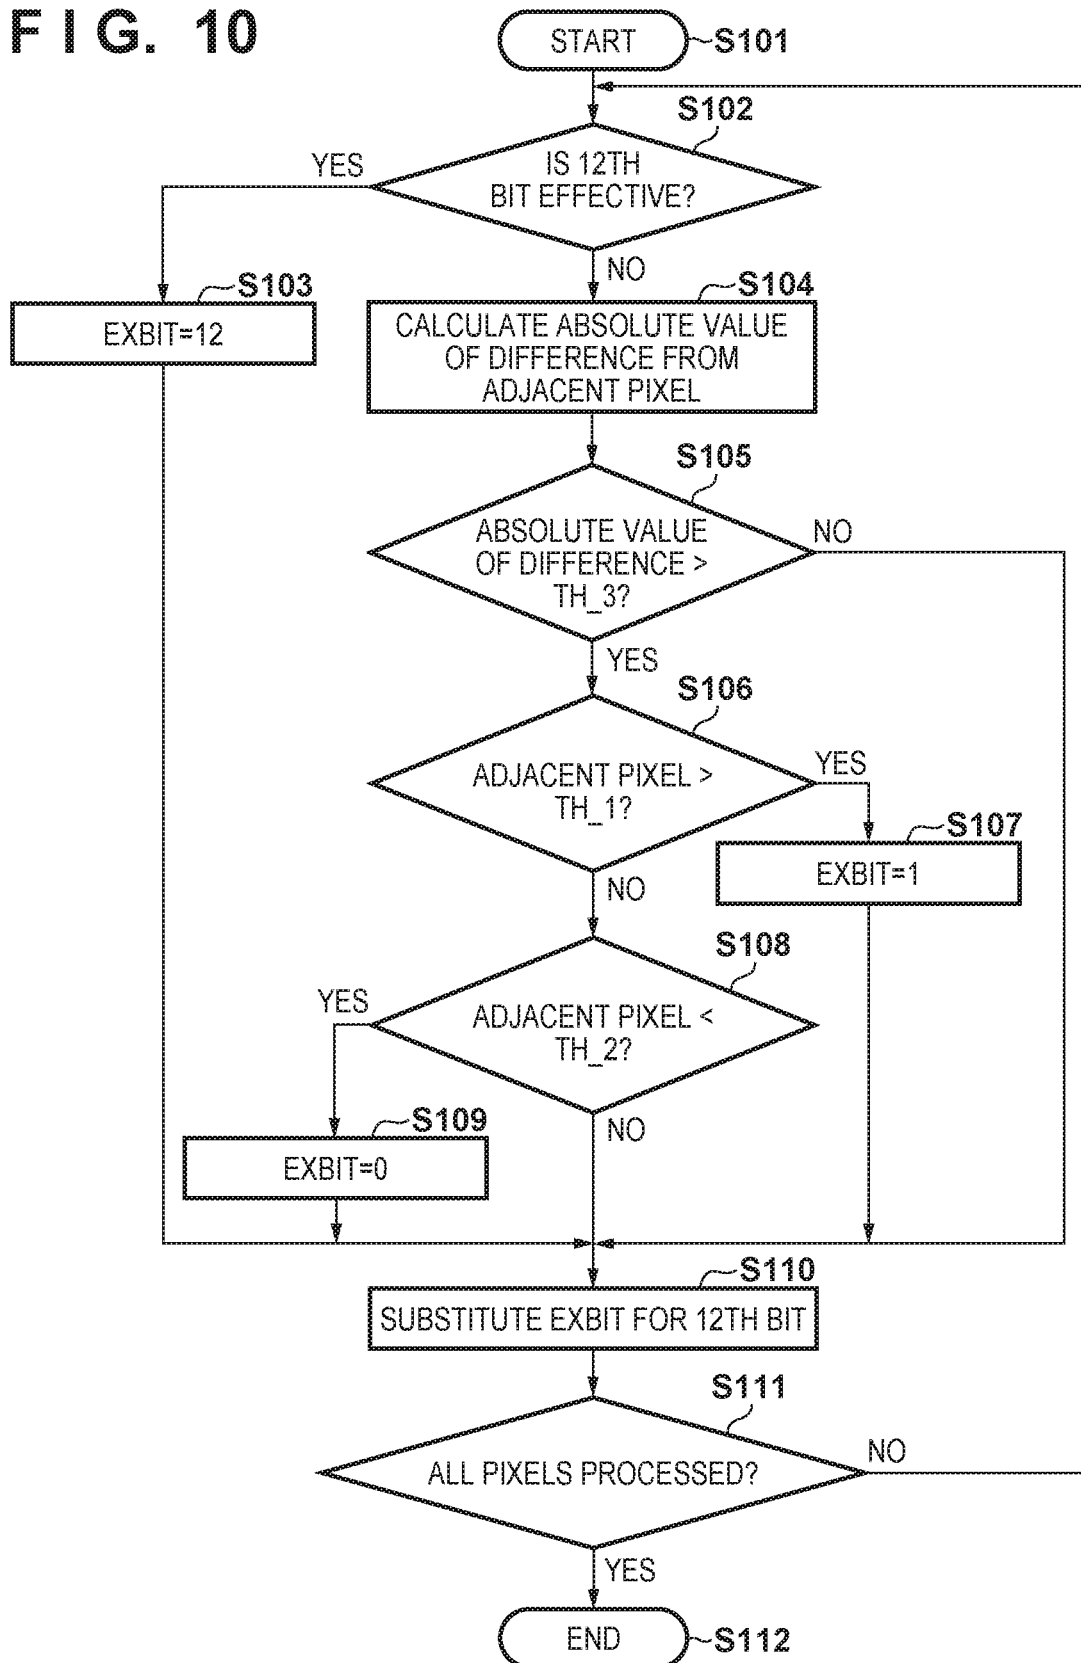 FIG. 10
START
S101
S102
IS 12TH
BIT EFFECTIVE?
YES
NO
S103
EXBIT=12
S104
CALCULATE ABSOLUTE VALUE
OF DIFFERENCE FROM
ADJACENT PIXEL
S105
ABSOLUTE VALUE
OF DIFFERENCE >
TH_3?
NO
YES
S106
ADJACENT PIXEL >
TH_1?
YES
NO
S107
EXBIT=1
S108
ADJACENT PIXEL <
TH_2?
YES
NO
S109
EXBIT=0
S110
SUBSTITUTE EXBIT FOR 12TH BIT
S111
ALL PIXELS PROCESSED?
NO
YES
END
S112